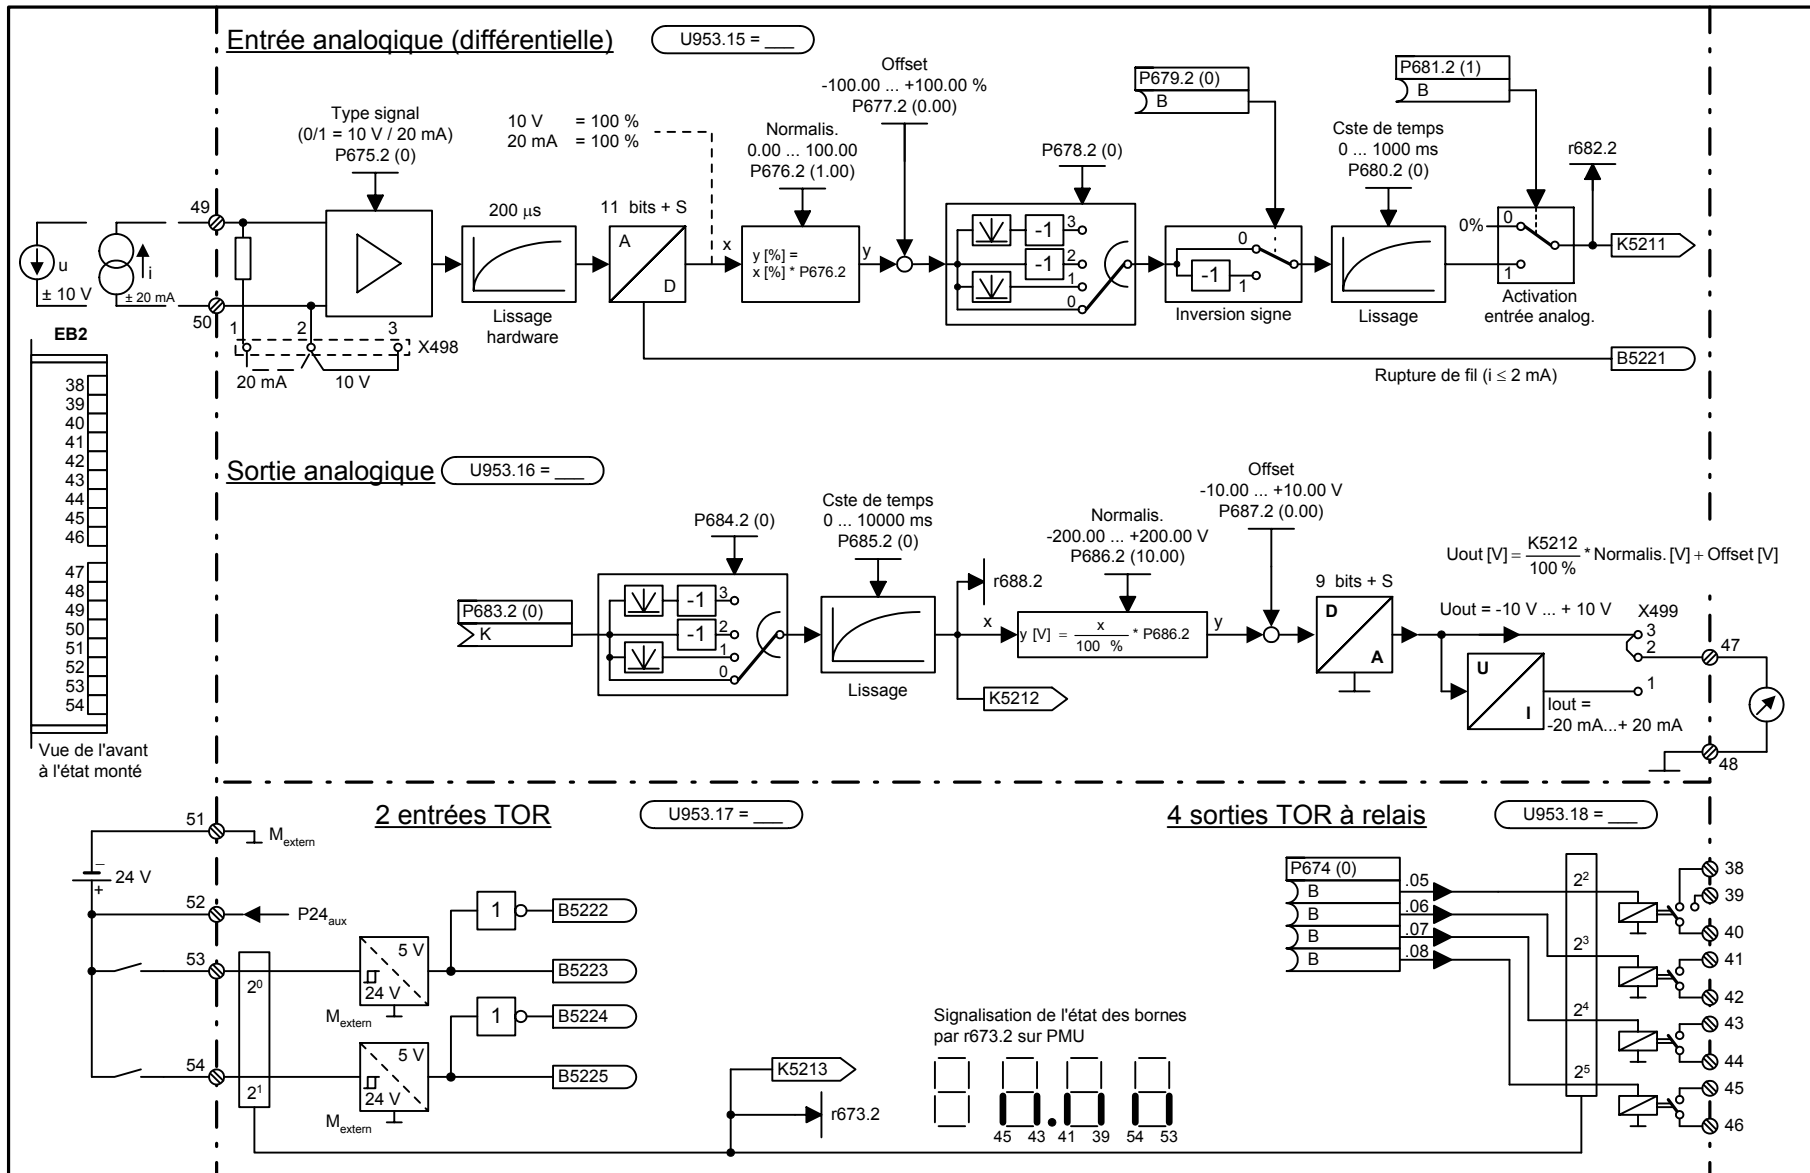 Entrée analogique (différentielle)
U953.15 = ___
Type signal
(0/1 = 10 V / 20 mA)
P675.2 (0)
10 V = 100 %
20 mA = 100 %
Normalis.
0.00 ... 100.00
P676.2 (1.00)
Offset
-100.00 ... +100.00 %
P677.2 (0.00)
P678.2 (0)
P679.2 (0)
B
Cste de temps
0 ... 1000 ms
P680.2 (0)
P681.2 (1)
B
r682.2
49
50
u
± 10 V
i
± 20 mA
200 µs
Lissage
hardware
11 bits + S
A
D
x
y [%] =
x [%] * P676.2
y
-1
3
-1
2
1
0
0
-1
1
Inversion signe
Lissage
0%
0
1
Activation
entrée analog.
K5211
1
2
3
X498
20 mA
10 V
B5221
Rupture de fil (i ≤ 2 mA)
EB2
38
39
40
41
42
43
44
45
46
47
48
49
50
51
52
53
54
Vue de l'avant
à l'état monté
Sortie analogique
U953.16 = ___
P683.2 (0)
K
P684.2 (0)
-1
3
-1
2
1
0
Cste de temps
0 ... 10000 ms
P685.2 (0)
Lissage
r688.2
x
K5212
Normalis.
-200.00 ... +200.00 V
P686.2 (10.00)
y [V] = x / 100 % * P686.2
y
Offset
-10.00 ... +10.00 V
P687.2 (0.00)
9 bits + S
D
A
Uout [V] = K5212 / 100 % * Normalis. [V] + Offset [V]
Uout = -10 V ... + 10 V
X499
3
2
1
U
I
Iout =
-20 mA...+ 20 mA
47
48
2 entrées TOR
U953.17 = ___
51
M extern
24 V
−
+
52
P24 aux
53
2⁰
5 V
24 V
M extern
1
B5222
B5223
54
2¹
5 V
24 V
M extern
1
B5224
B5225
K5213
r673.2
Signalisation de l'état des bornes
par r673.2 sur PMU
45 43 41 39 54 53
4 sorties TOR à relais
U953.18 = ___
P674 (0)
B .05
B .06
B .07
B .08
2²
2³
2⁴
2⁵
38
39
40
41
42
43
44
45
46